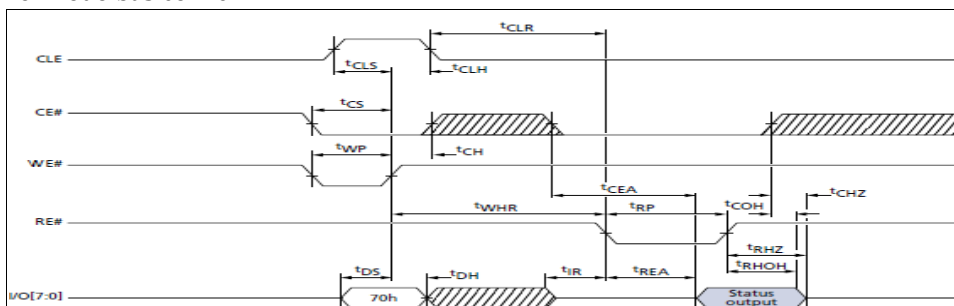 tCLR
CLE
tCLS
tCLH
tCS
CE#
tWP
tCH
WE#
tCEA
tCHZ
tWHR
tRP
tCOH
RE#
tRHZ
tDS
tDH
tIR
tREA
tRHOH
I/O[7:0]
70h
Status
output